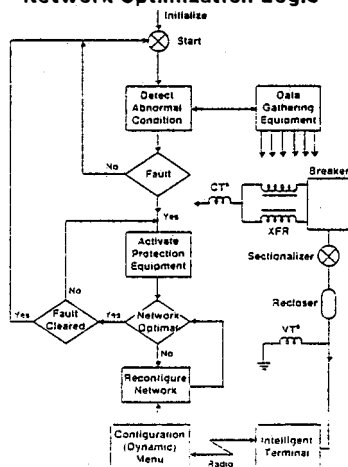 Network Optimization Logic
Initialize
Start
Detect
Abnormal
Condition
Data
Gathering
Equipment
No
Fault
Yes
CT*
Breaker
XFR
Activate
Protection
Equipment
Sectionalizer
No
Yes
Fault
Cleared
Yes
Network
Optimal
Recloser
No
VT*
Reconfigure
Network
Configuration
(Dynamic)
Menu
Radio
Intelligent
Terminal